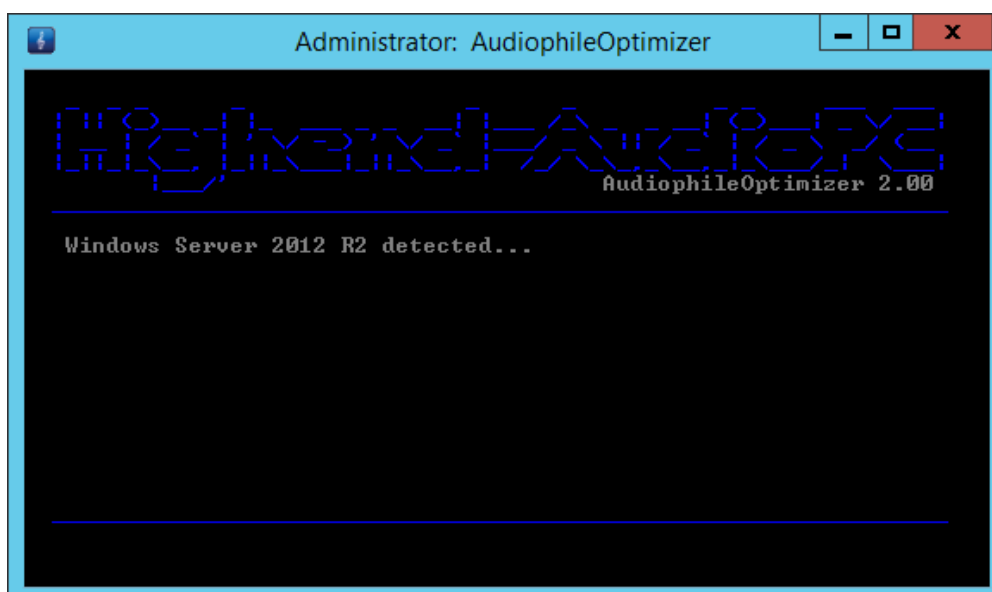 Administrator: AudiophileOptimizer
Highend-AudioPC
AudiophileOptimizer 2.00
Windows Server 2012 R2 detected...